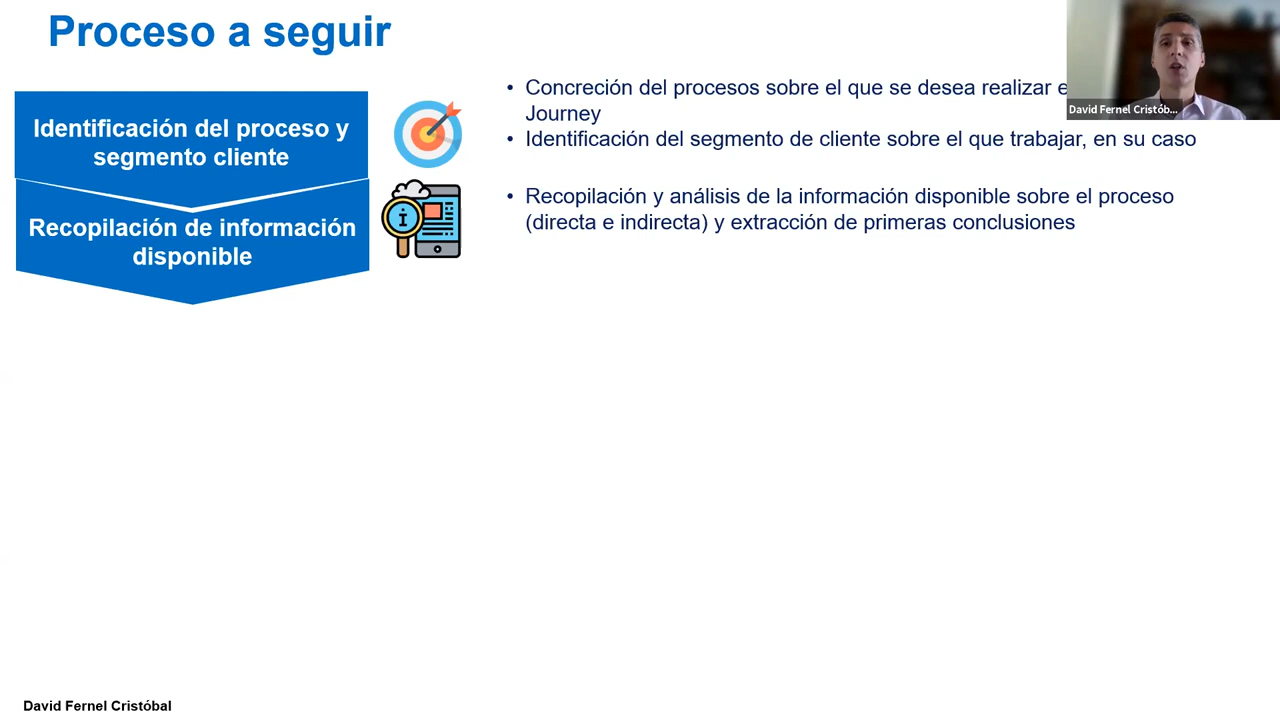 Proceso a seguir
Identificación del proceso y
segmento cliente
• Concreción del procesos sobre el que se desea realizar
Journey
• Identificación del segmento de cliente sobre el que trabajar, en su caso
David Fernel Cristób...
Recopilación de información
disponible
• Recopilación y análisis de la información disponible sobre el proceso
(directa e indirecta) y extracción de primeras conclusiones
David Fernel Cristóbal